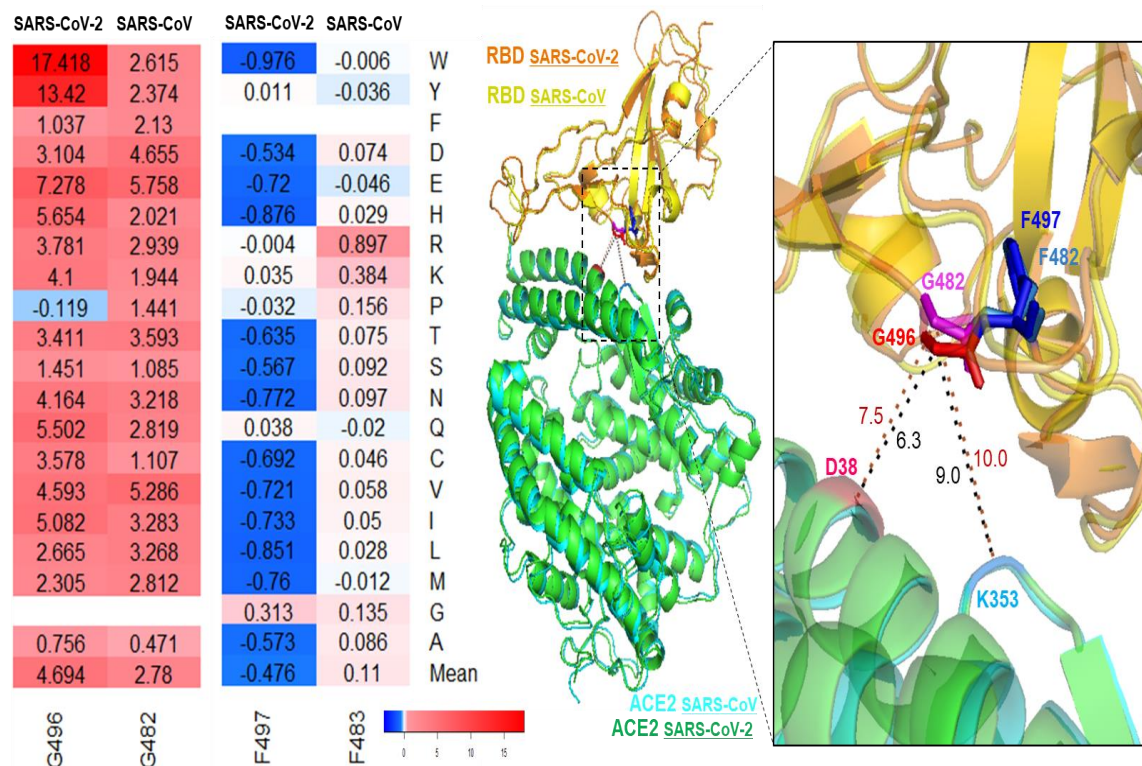 SARS-CoV-2 SARS-CoV SARS-CoV-2 SARS-CoV
17.418 2.615 -0.976 -0.006 W
13.42 2.374 0.011 -0.036 Y
1.037 2.13 F
3.104 4.655 -0.534 0.074 D
7.278 5.758 -0.72 -0.046 E
5.654 2.021 -0.876 0.029 H
3.781 2.939 -0.004 0.897 R
4.1 1.944 0.035 0.384 K
-0.119 1.441 -0.032 0.156 P
3.411 3.593 -0.635 0.075 T
1.451 1.085 -0.567 0.092 S
4.164 3.218 -0.772 0.097 N
5.502 2.819 0.038 -0.02 Q
3.578 1.107 -0.692 0.046 C
4.593 5.286 -0.721 0.058 V
5.082 3.283 -0.733 0.05 I
2.665 3.268 -0.851 0.028 L
2.305 2.812 -0.76 -0.012 M
0.313 0.135 G
0.756 0.471 -0.573 0.086 A
4.694 2.78 -0.476 0.11 Mean
G496 G482 F497 F483
0 5 10 15
RBD SARS-CoV-2
RBD SARS-CoV
ACE2 SARS-CoV
ACE2 SARS-CoV-2
F497
F482
G482
G496
7.5
6.3
10.0
9.0
D38
K353